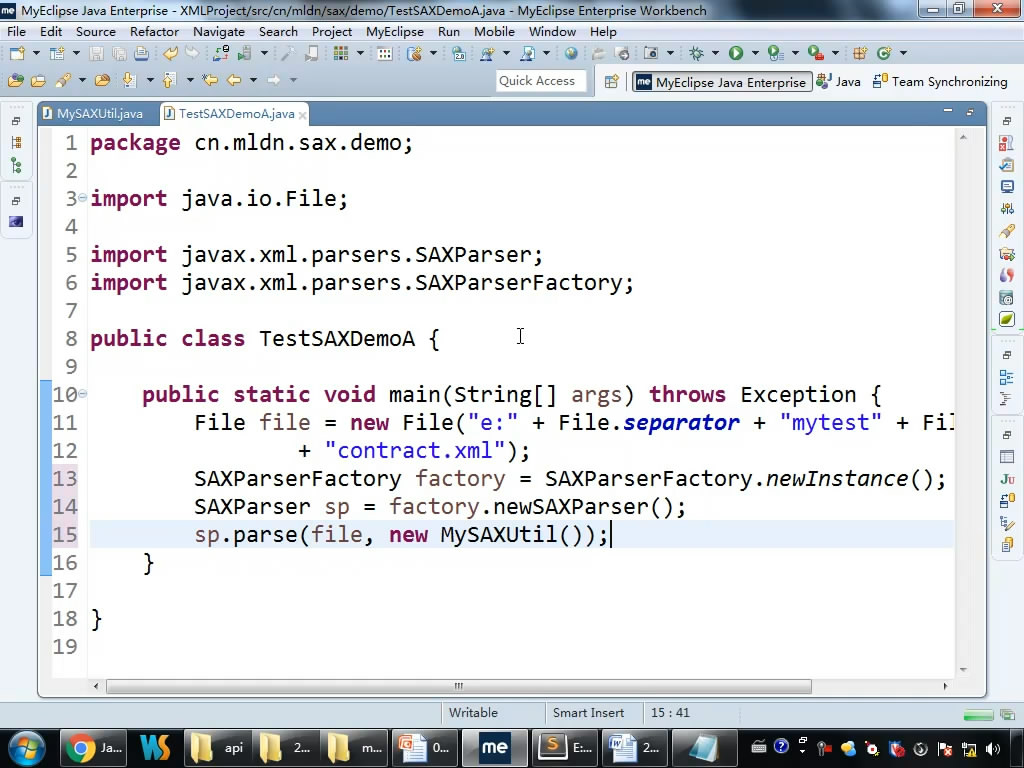 MyEclipse Java Enterprise - XMLProject/src/cn/mldn/sax/demo/TestSAXDemoA.java - MyEclipse Enterprise Workbench
File Edit Source Refactor Navigate Search Project MyEclipse Run Mobile Window Help
Quick Access
MyEclipse Java Enterprise
Java
Team Synchronizing
MySAXUtil.java
TestSAXDemoA.java
1 package cn.mldn.sax.demo;
2
3 import java.io.File;
4
5 import javax.xml.parsers.SAXParser;
6 import javax.xml.parsers.SAXParserFactory;
7
8 public class TestSAXDemoA {
9
10 public static void main(String[] args) throws Exception {
11 File file = new File("e:" + File.separator + "mytest" + Fil
12 + "contract.xml");
13 SAXParserFactory factory = SAXParserFactory.newInstance();
14 SAXParser sp = factory.newSAXParser();
15 sp.parse(file, new MySAXUtil());
16 }
17
18 }
19
Writable Smart Insert 15 : 41
Ja... api 2... m... 0... me E:... 2...